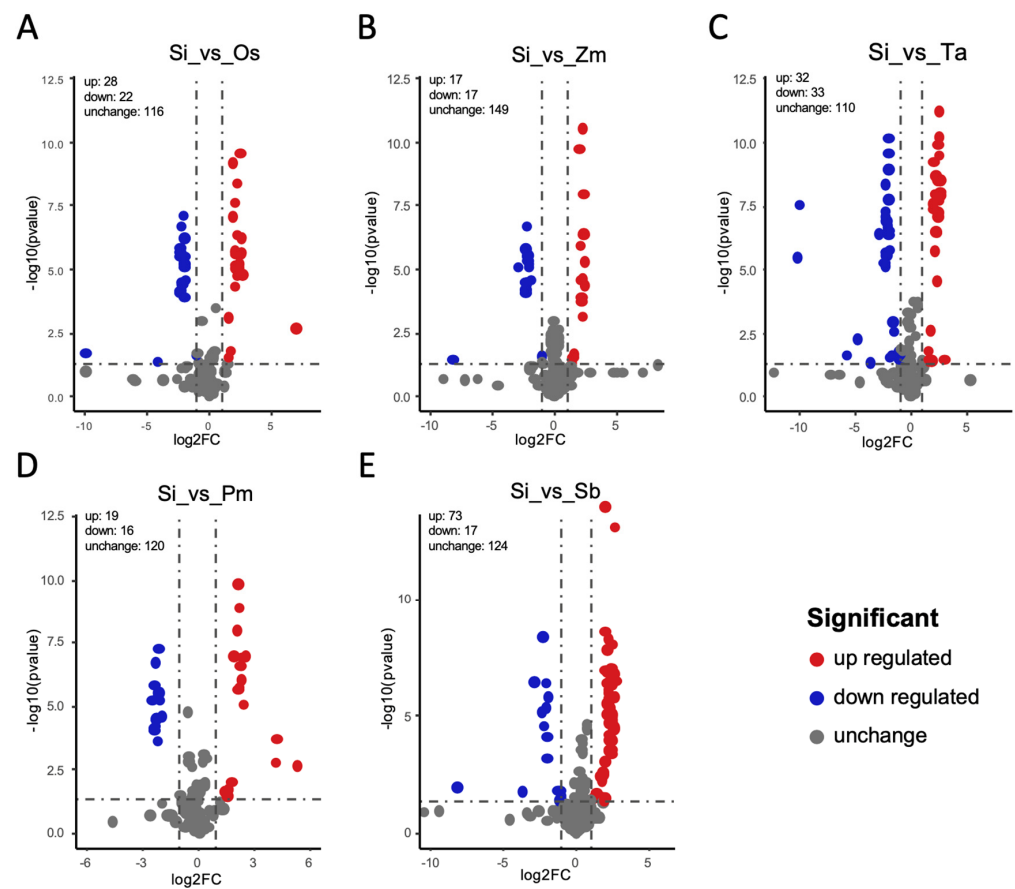 A
Si_vs_Os
up: 28
down: 22
unchange: 116
12.5
10.0
7.5
5.0
2.5
0.0
-log10(pvalue)
-10
-5
0
5
log2FC
B
Si_vs_Zm
up: 17
down: 17
unchange: 149
12.5
10.0
7.5
5.0
2.5
0.0
-log10(pvalue)
-10
-5
0
5
log2FC
C
Si_vs_Ta
up: 32
down: 33
unchange: 110
12.5
10.0
7.5
5.0
2.5
0.0
-log10(pvalue)
-10
-5
0
5
log2FC
D
Si_vs_Pm
up: 19
down: 16
unchange: 120
12.5
10.0
7.5
5.0
2.5
0.0
-log10(pvalue)
-6
-3
0
3
6
log2FC
E
Si_vs_Sb
up: 73
down: 17
unchange: 124
10
5
0
-log10(pvalue)
-10
-5
0
5
log2FC
Significant
up regulated
down regulated
unchange